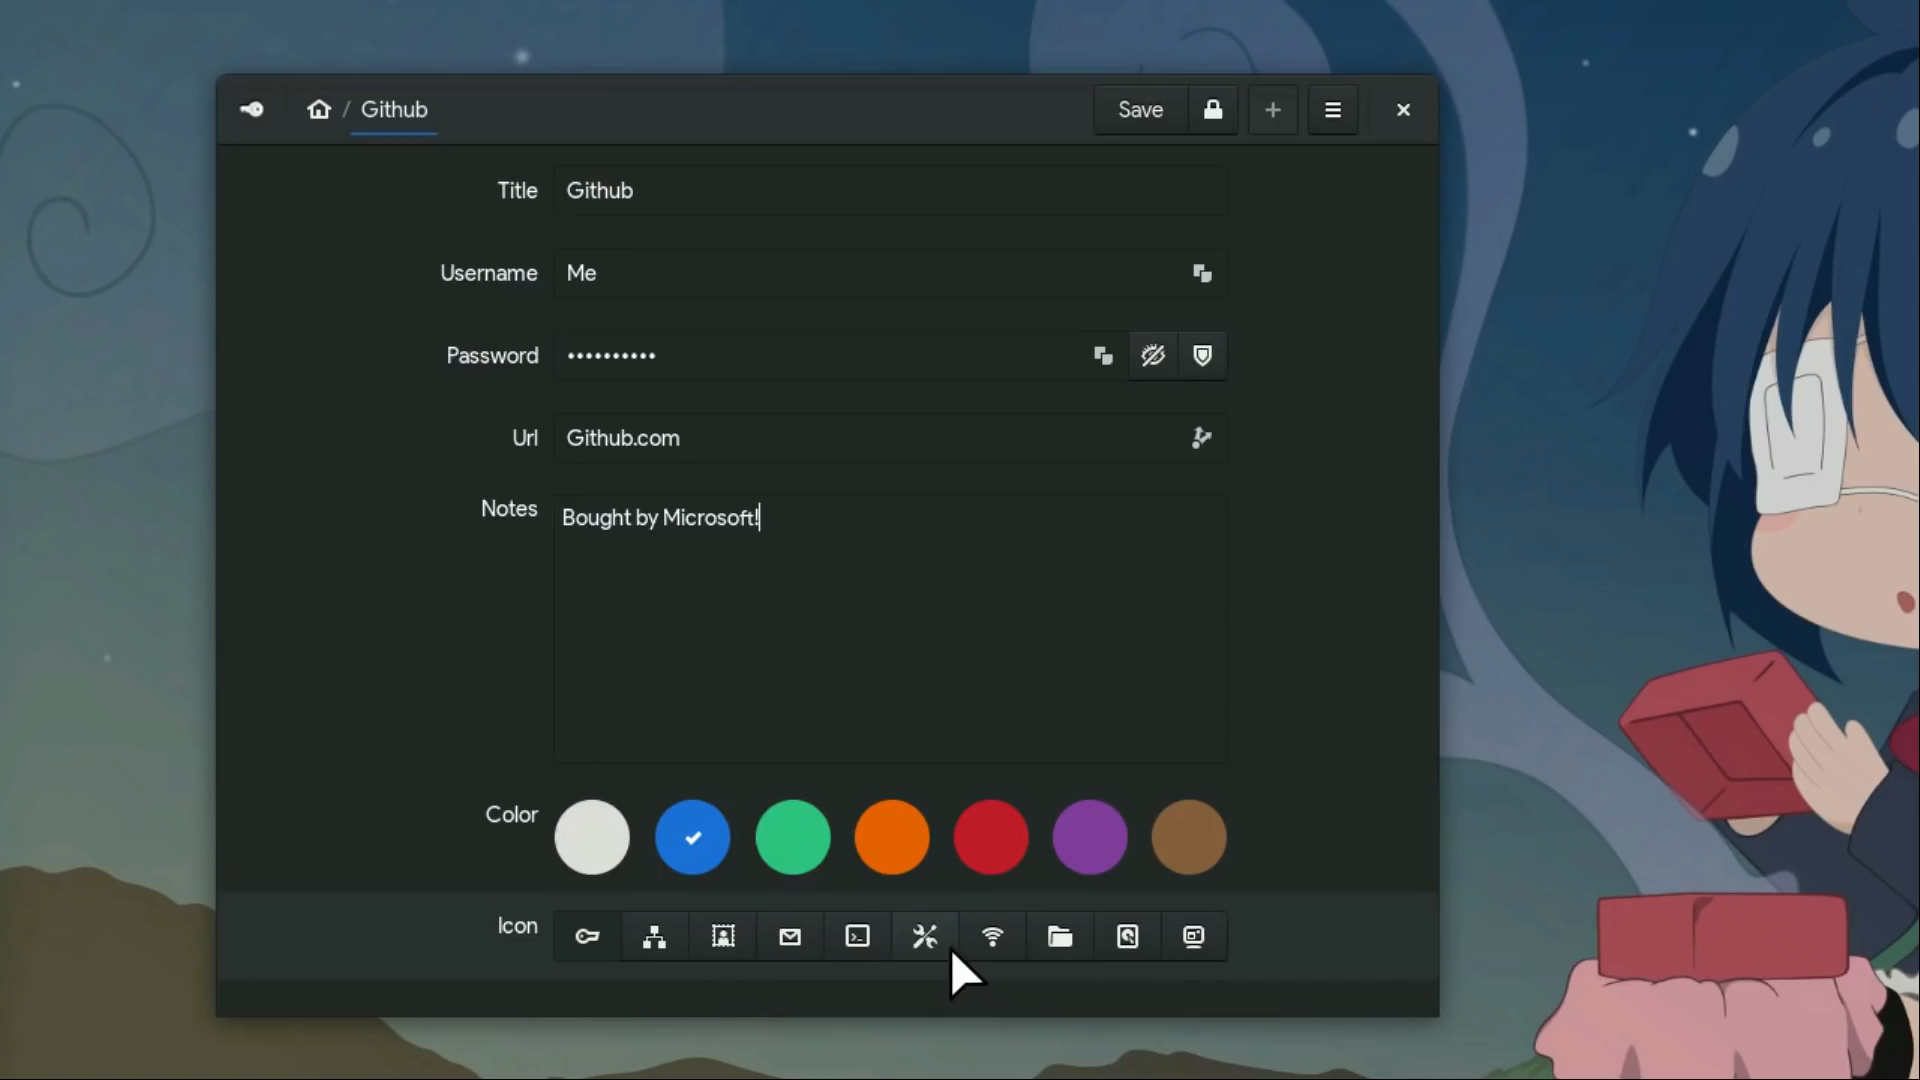 / Github
Save
Title Github
Username Me
Password ••••••••••
Url Github.com
Notes Bought by Microsoft!
Color
Icon